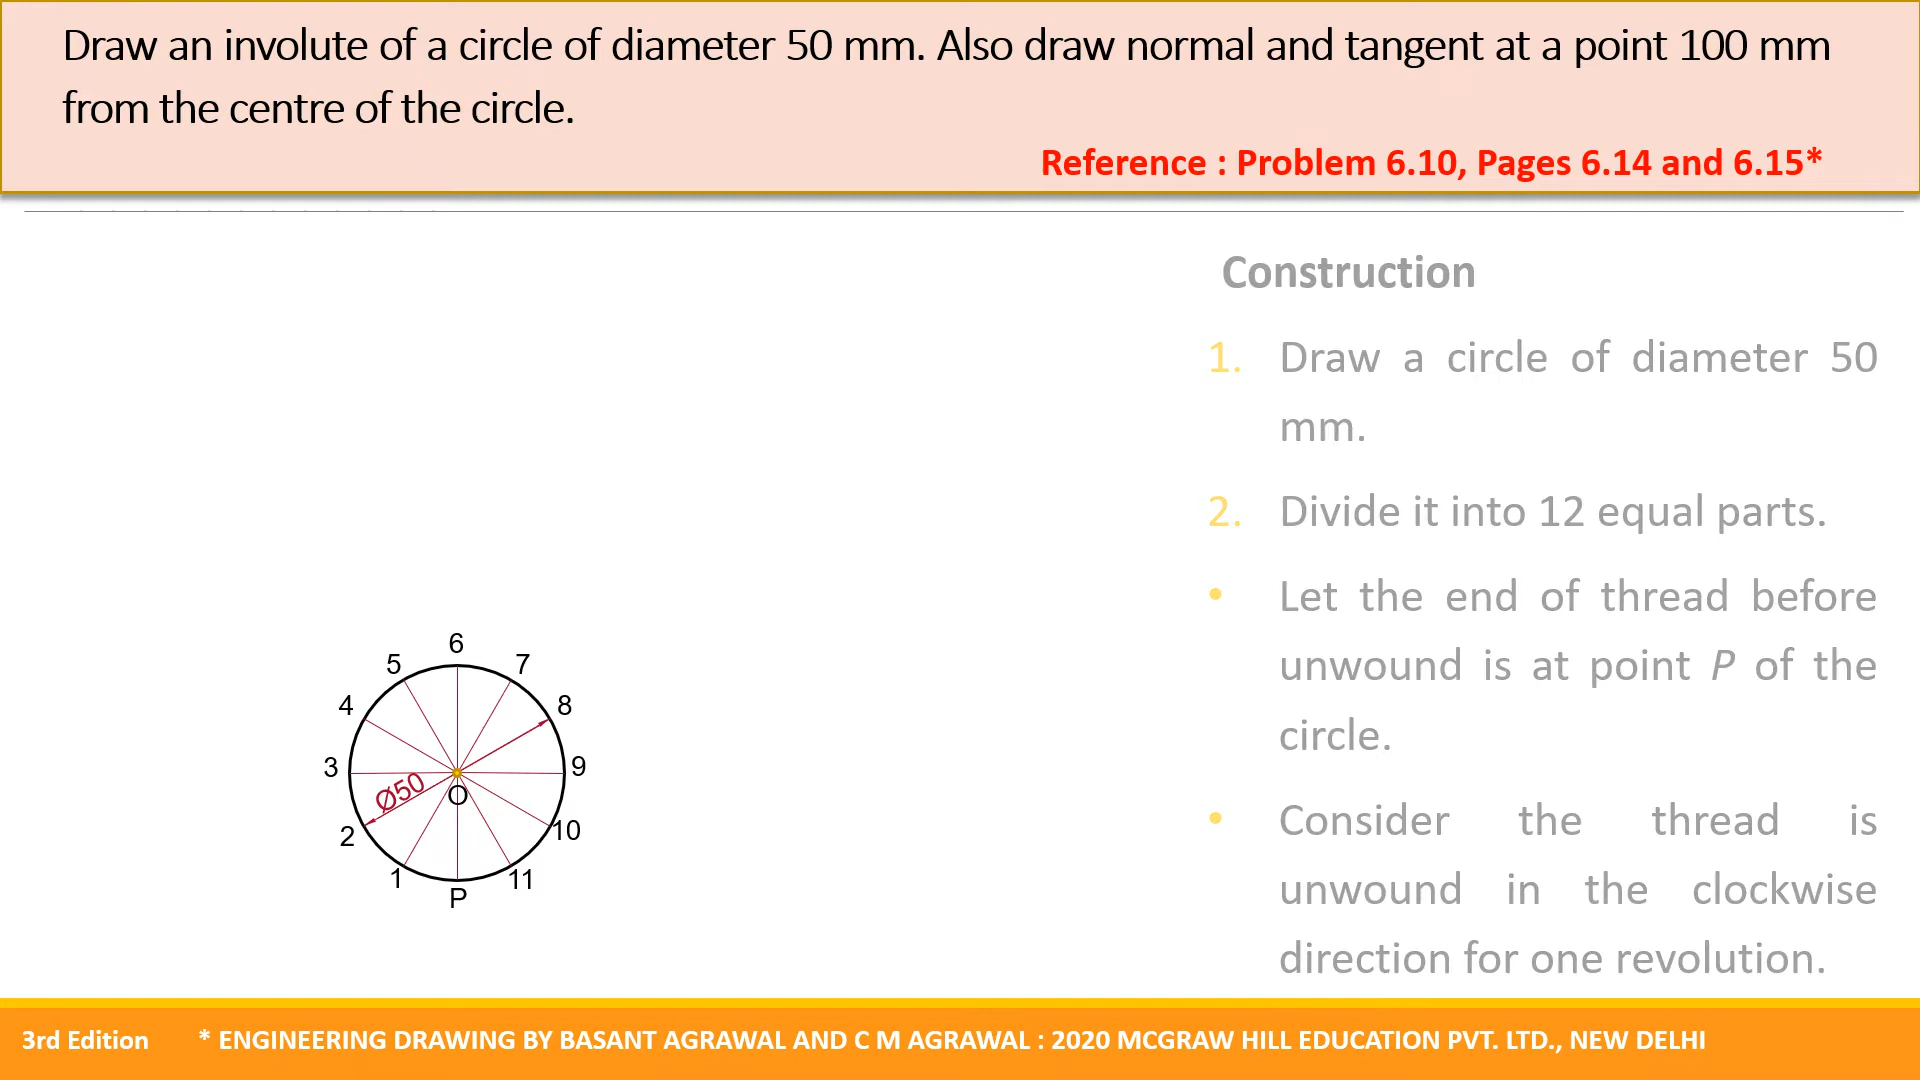 Draw an involute of a circle of diameter 50 mm. Also draw normal and tangent at a point 100 mm
from the centre of the circle.
Reference : Problem 6.10, Pages 6.14 and 6.15*
Construction
1. Draw a circle of diameter 50
mm.
2. Divide it into 12 equal parts.
• Let the end of thread before
unwound is at point P of the
circle.
• Consider the thread is
unwound in the clockwise
direction for one revolution.
6
5
7
4
8
3
9
Ø50
O
2
10
1
11
P
3rd Edition * ENGINEERING DRAWING BY BASANT AGRAWAL AND C M AGRAWAL : 2020 MCGRAW HILL EDUCATION PVT. LTD., NEW DELHI